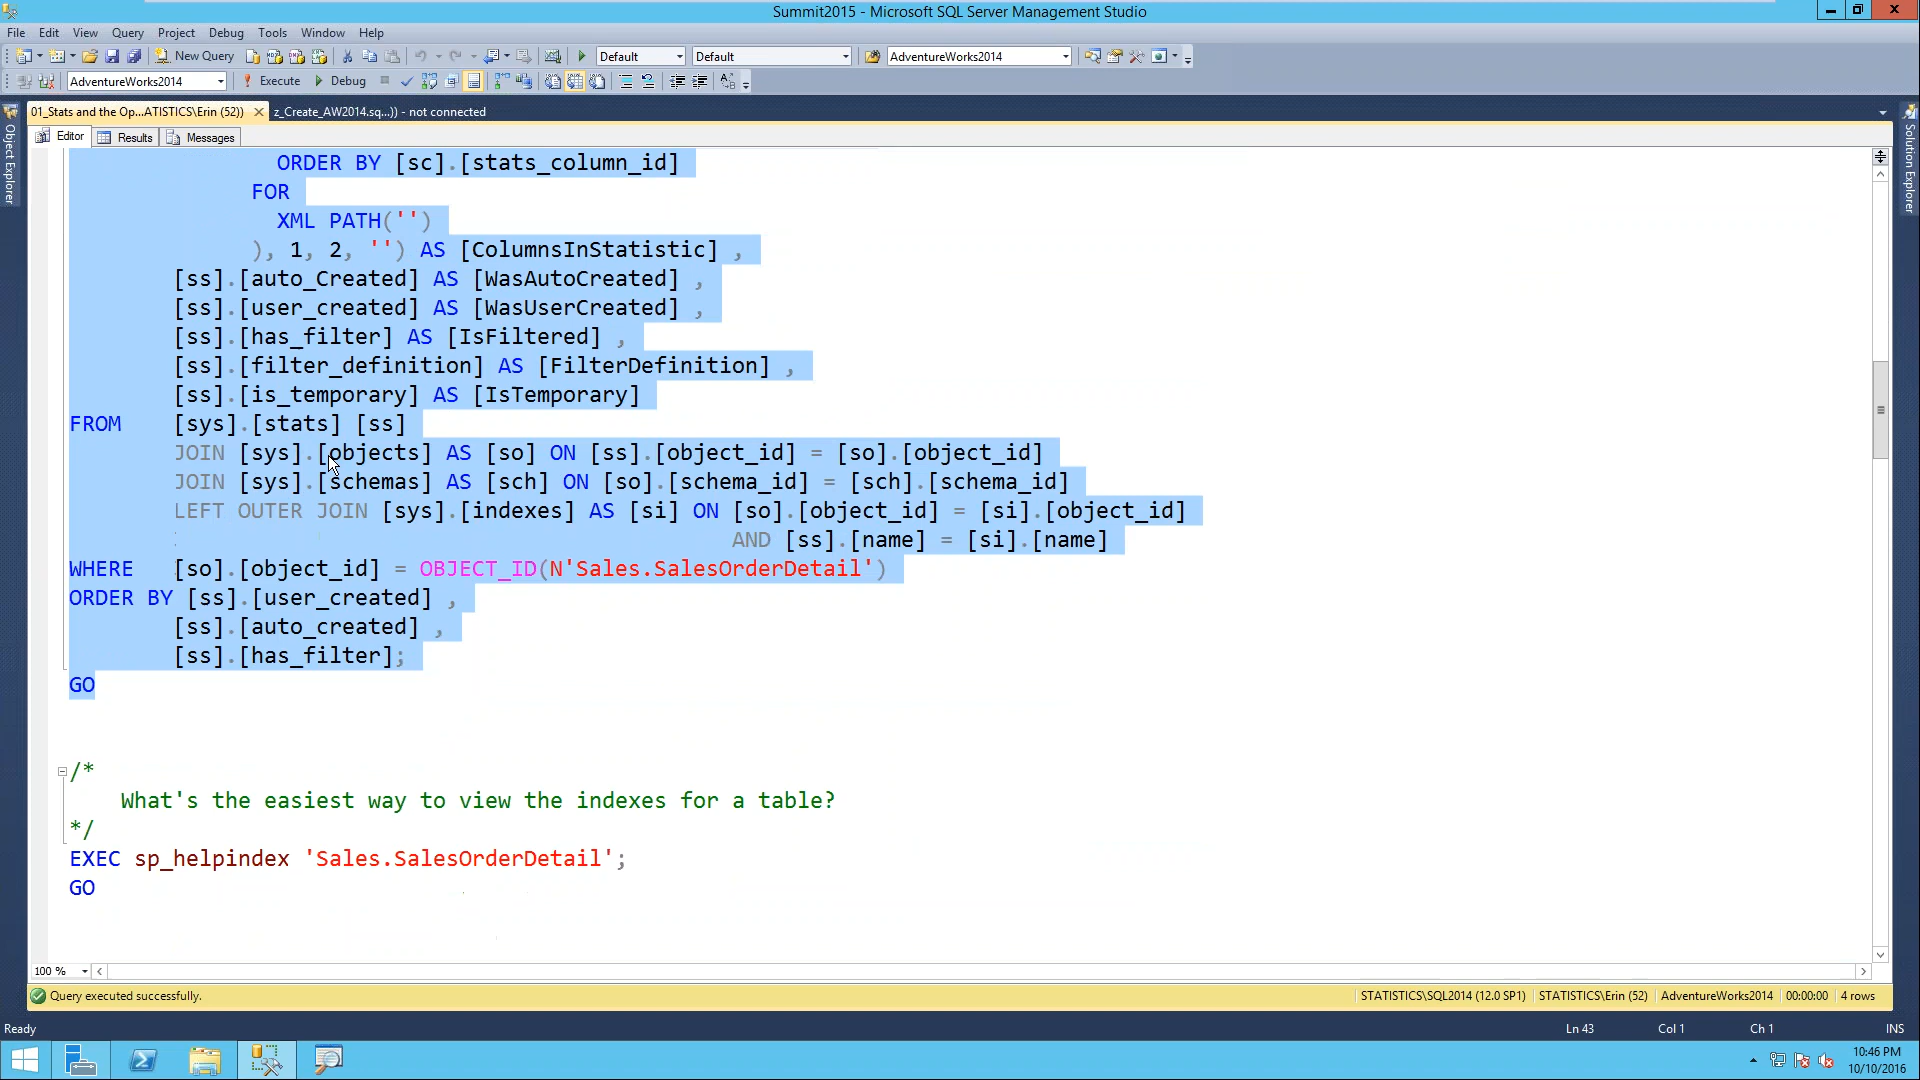 Summit2015 - Microsoft SQL Server Management Studio
File Edit View Query Project Debug Tools Window Help
New Query Default Default AdventureWorks2014
AdventureWorks2014 Execute Debug
01_Stats and the Op...ATISTICS\Erin (52)) z_Create_AW2014.sq...)) - not connected
Editor Results Messages
Object Explorer
Solution Explorer
ORDER BY [sc].[stats_column_id]
FOR
XML PATH('')
), 1, 2, '') AS [ColumnsInStatistic] ,
[ss].[auto_Created] AS [WasAutoCreated] ,
[ss].[user_created] AS [WasUserCreated] ,
[ss].[has_filter] AS [IsFiltered] ,
[ss].[filter_definition] AS [FilterDefinition] ,
[ss].[is_temporary] AS [IsTemporary]
FROM [sys].[stats] [ss]
JOIN [sys].[objects] AS [so] ON [ss].[object_id] = [so].[object_id]
JOIN [sys].[schemas] AS [sch] ON [so].[schema_id] = [sch].[schema_id]
LEFT OUTER JOIN [sys].[indexes] AS [si] ON [so].[object_id] = [si].[object_id]
AND [ss].[name] = [si].[name]
WHERE [so].[object_id] = OBJECT_ID(N'Sales.SalesOrderDetail')
ORDER BY [ss].[user_created] ,
[ss].[auto_created] ,
[ss].[has_filter];
GO
/*
What's the easiest way to view the indexes for a table?
*/
EXEC sp_helpindex 'Sales.SalesOrderDetail';
GO
100 %
Query executed successfully. STATISTICS\SQL2014 (12.0 SP1) STATISTICS\Erin (52) AdventureWorks2014 00:00:00 4 rows
Ready Ln 43 Col 1 Ch 1 INS
10:46 PM
10/10/2016